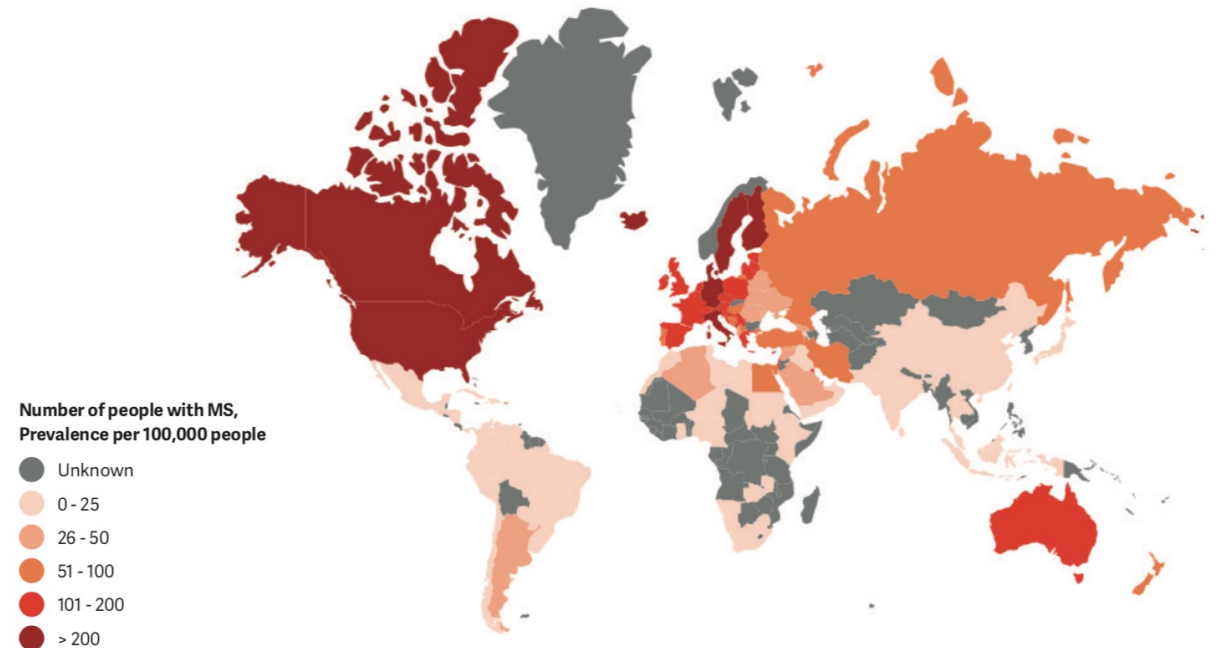 Number of people with MS,
Prevalence per 100,000 people
Unknown
0 - 25
26 - 50
51 - 100
101 - 200
> 200